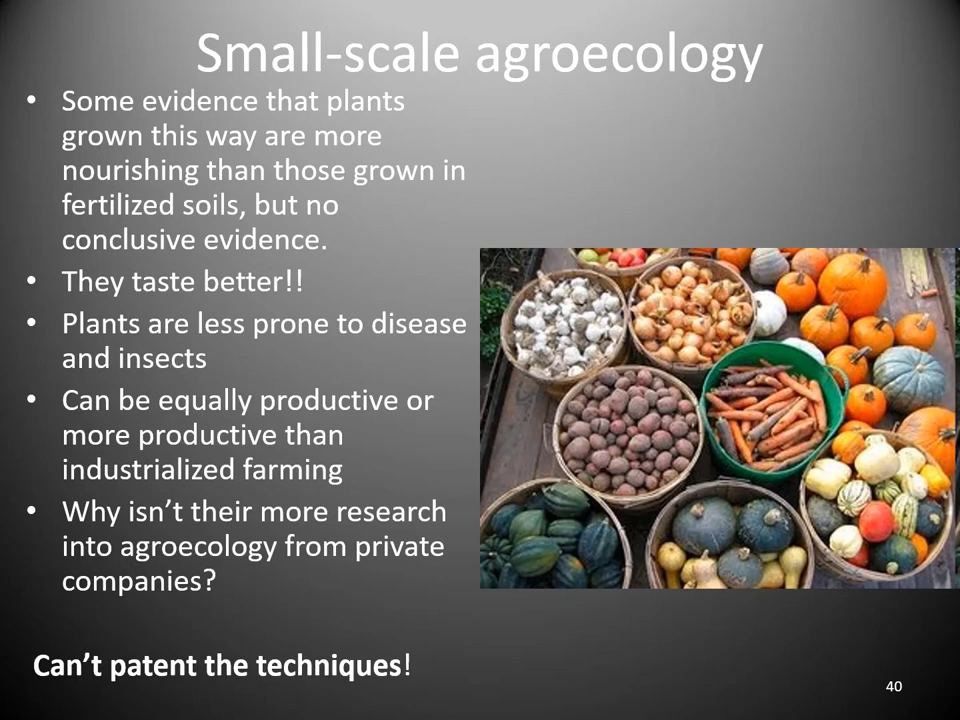 Small-scale agroecology
• Some evidence that plants
grown this way are more
nourishing than those grown in
fertilized soils, but no
conclusive evidence.
• They taste better!!
• Plants are less prone to disease
and insects
• Can be equally productive or
more productive than
industrialized farming
• Why isn’t their more research
into agroecology from private
companies?
Can’t patent the techniques!
40